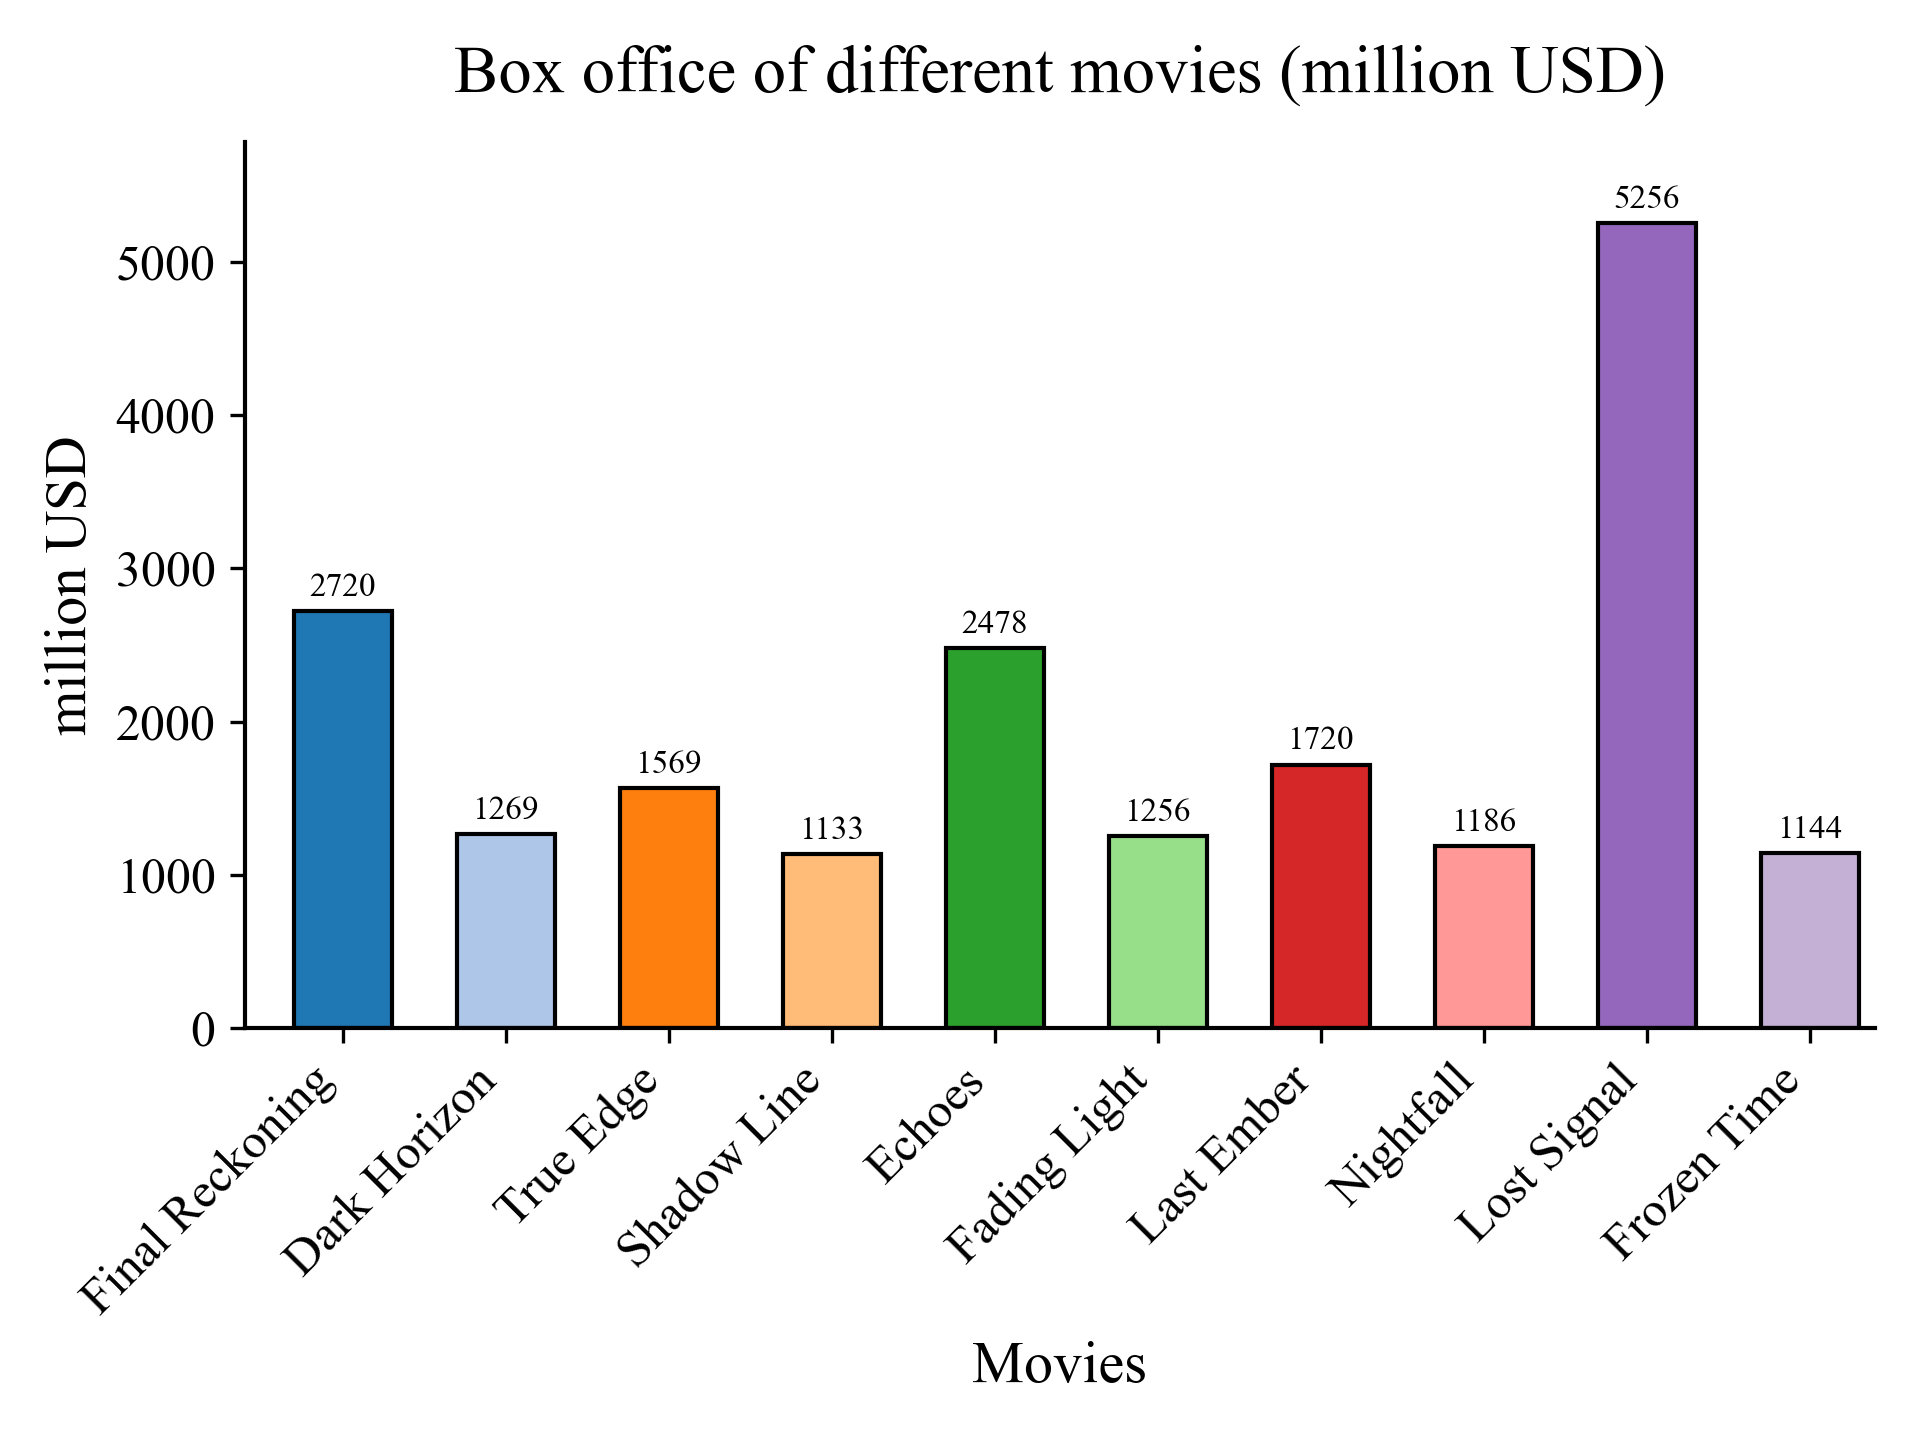 Box office of different movies (million USD)
million USD
5000
4000
3000
2000
1000
0
2720
1269
1569
1133
2478
1256
1720
1186
5256
1144
Final Reckoning
Dark Horizon
True Edge
Shadow Line
Echoes
Fading Light
Last Ember
Nightfall
Lost Signal
Frozen Time
Movies